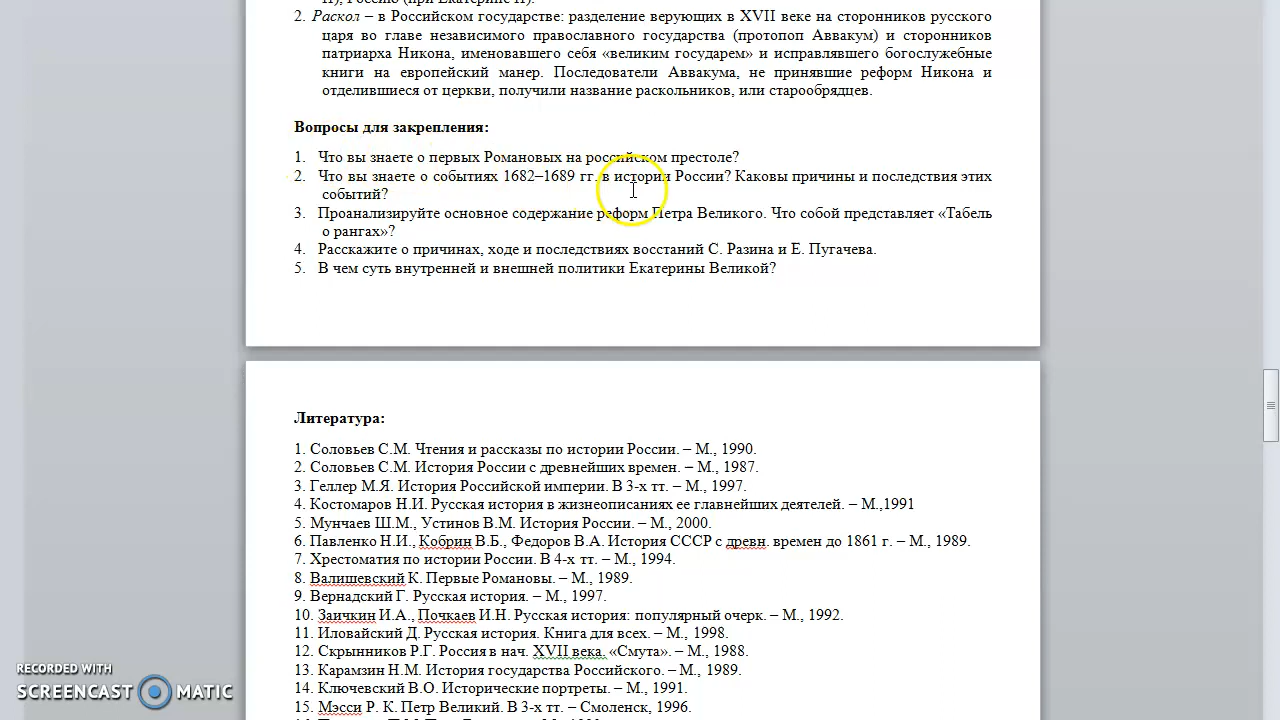 2. Раскол – в Российском государстве: разделение верующих в XVII веке на сторонников русского
царя во главе независимого православного государства (протопоп Аввакум) и сторонников
патриарха Никона, именовавшего себя «великим государем» и исправлявшего богослужебные
книги на европейский манер. Последователи Аввакума, не принявшие реформ Никона и
отделившиеся от церкви, получили название раскольников, или старообрядцев.
Вопросы для закрепления:
1. Что вы знаете о первых Романовых на российском престоле?
2. Что вы знаете о событиях 1682–1689 гг. в истории России? Каковы причины и последствия этих
событий?
3. Проанализируйте основное содержание реформ Петра Великого. Что собой представляет «Табель
о рангах»?
4. Расскажите о причинах, ходе и последствиях восстаний С. Разина и Е. Пугачева.
5. В чем суть внутренней и внешней политики Екатерины Великой?
Литература:
1. Соловьев С.М. Чтения и рассказы по истории России. – М., 1990.
2. Соловьев С.М. История России с древнейших времен. – М., 1987.
3. Геллер М.Я. История Российской империи. В 3-х тт. – М., 1997.
4. Костомаров Н.И. Русская история в жизнеописаниях ее главнейших деятелей. – М.,1991
5. Мунчаев Ш.М., Устинов В.М. История России. – М., 2000.
6. Павленко Н.И., Кобрин В.Б., Федоров В.А. История СССР с древн. времен до 1861 г. – М., 1989.
7. Хрестоматия по истории России. В 4-х тт. – М., 1994.
8. Валишевский К. Первые Романовы. – М., 1989.
9. Вернадский Г. Русская история. – М., 1997.
10. Заичкин И.А., Почкаев И.Н. Русская история: популярный очерк. – М., 1992.
11. Иловайский Д. Русская история. Книга для всех. – М., 1998.
12. Скрынников Р.Г. Россия в нач. XVII века. «Смута». – М., 1988.
13. Карамзин Н.М. История государства Российского. – М., 1989.
14. Ключевский В.О. Исторические портреты. – М., 1991.
15. Мэсси Р. К. Петр Великий. В 3-х тт. – Смоленск, 1996.
RECORDED WITH
SCREENCAST MATIC